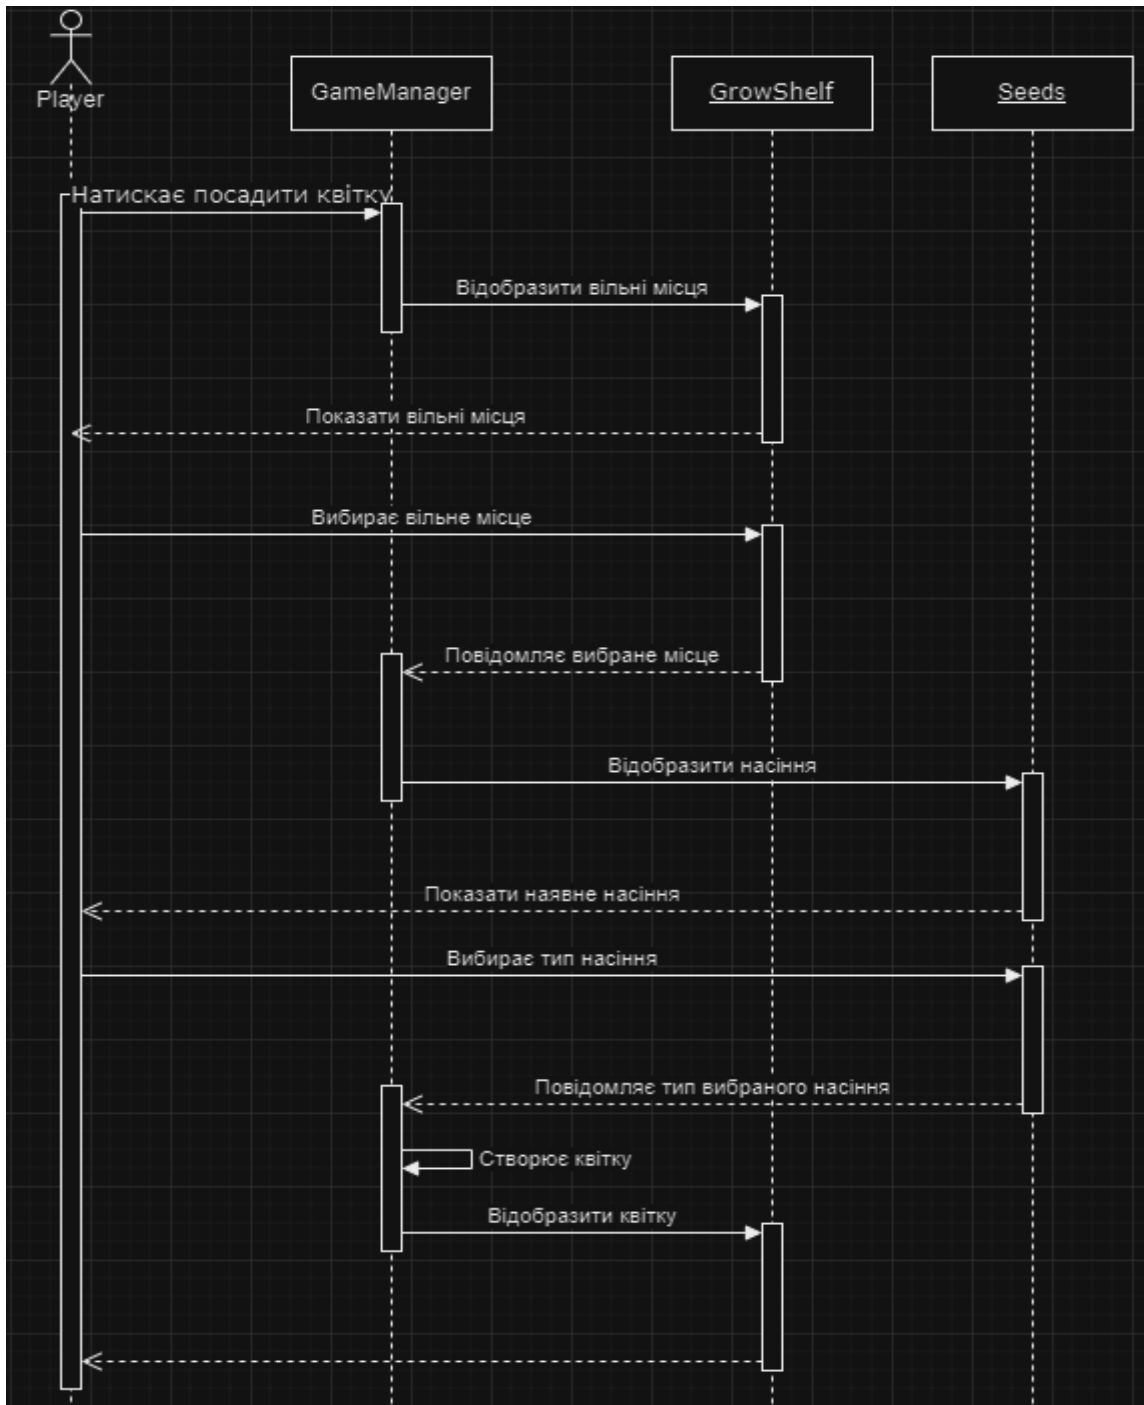 Player
GameManager
GrowShelf
Seeds
Натискає посадити квітку
Відобразити вільні місця
Показати вільні місця
Вибирає вільне місце
Повідомляє вибране місце
Відобразити насіння
Показати наявне насіння
Вибирає тип насіння
Повідомляє тип вибраного насіння
Створює квітку
Відобразити квітку